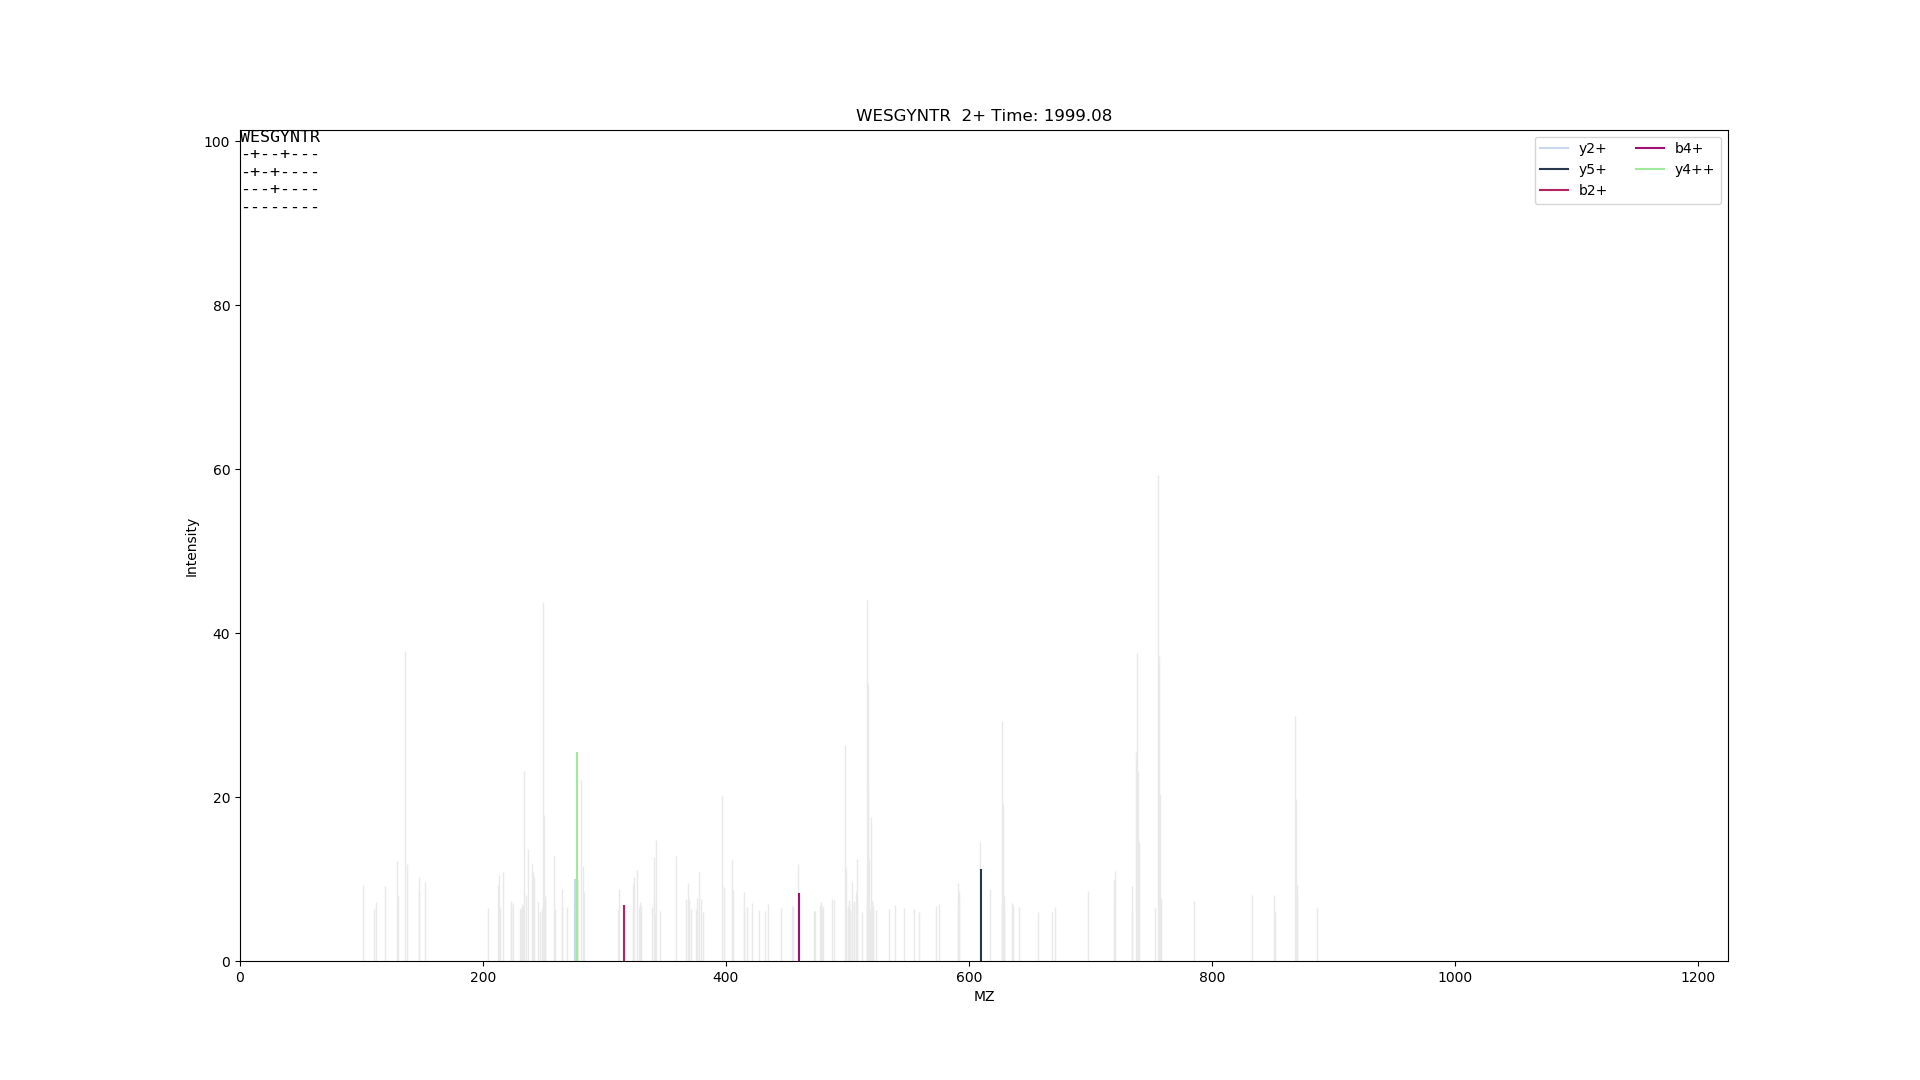 WESGYNTR  2+ Time: 1999.08
WESGYNTR
-+--+---
-+-+----
---+----
--------
y2+
y5+
b2+
b4+
y4++
100
80
60
40
20
0
Intensity
0 200 400 600 800 1000 1200
MZ